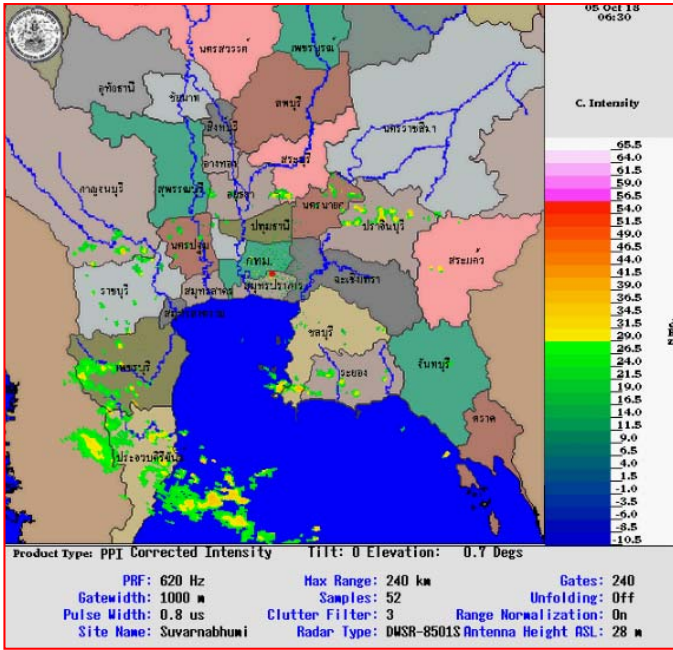 05 Oct 18
06:30
C. Intensity
นครสวรรค์
เพชรบูรณ์
อุทัยธานี
ชัยนาท
ลพบุรี
สิงห์บุรี
นครราชสีมา
อ่างทอง
สระบุรี
กาญจนบุรี
สุพรรณบุรี
อยุธยา
นครนายก
ปราจีนบุรี
ปทุมธานี
นครปฐม
สระแก้ว
กทม.
ราชบุรี
สมุทรสาคร
สมุทรปราการ
ฉะเชิงเทรา
สมุทรสงคราม
ชลบุรี
เพชรบุรี
ระยอง
จันทบุรี
ตราด
ประจวบคีรีขันธ์
65.5
64.0
61.5
59.0
56.5
54.0
51.5
49.0
46.5
44.0
41.5
39.0
36.5
34.0
31.5
29.0
26.5
24.0
21.5
19.0
16.5
14.0
11.5
9.0
6.5
4.0
1.5
-1.0
-3.5
-6.0
-8.5
-10.5
Product Type: PPI Corrected Intensity Tilt: 0 Elevation: 0.7 Degs
PRF: 620 Hz Max Range: 240 km Gates: 240
Gatewidth: 1000 m Samples: 52 Unfolding: Off
Pulse Width: 0.8 us Clutter Filter: 3 Range Normalization: On
Site Name: Suvarnabhumi Radar Type: DWSR-8501S Antenna Height ASL: 28 m